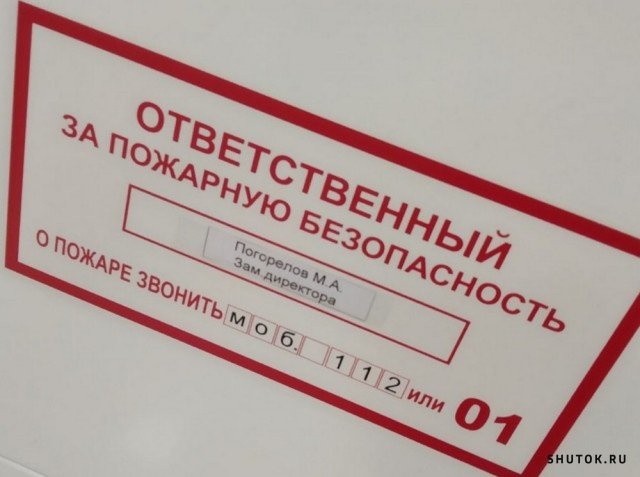 ОТВЕТСТВЕННЫЙ
ЗА ПОЖАРНУЮ БЕЗОПАСНОСТЬ
Погорелов М.А.
Зам директора
О ПОЖАРЕ ЗВОНИТЬ моб. 112 или 01
SHUTOK.RU